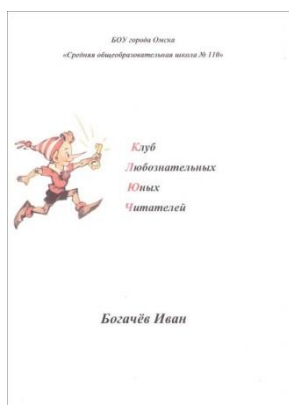 БОУ города Омска
«Средняя общеобразовательная школа № 110»
Клуб
Любознательных
Юных
Читателей
Богачёв Иван